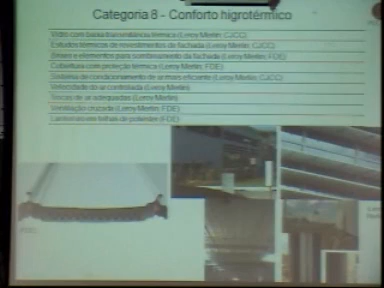 Categoria 8 - Conforto higrotérmico
Vidro com baixa transmitância térmica (Leroy Merlin; CJCC)
Estudos térmicos de revestimentos de fachada (Leroy Merlin; CJCC)
Brises e elementos para sombreamento da fachada (Leroy Merlin; FDE)
Cobertura com proteção térmica (Leroy Merlin; FDE)
Sistema de condicionamento de ar mais eficiente (Leroy Merlin; CJCC)
Velocidade do ar controlada (Leroy Merlin)
Trocas de ar adequadas (Leroy Merlin)
Ventilação cruzada (Leroy Merlin; FDE)
Lanternins em telhas de poliéster (FDE)